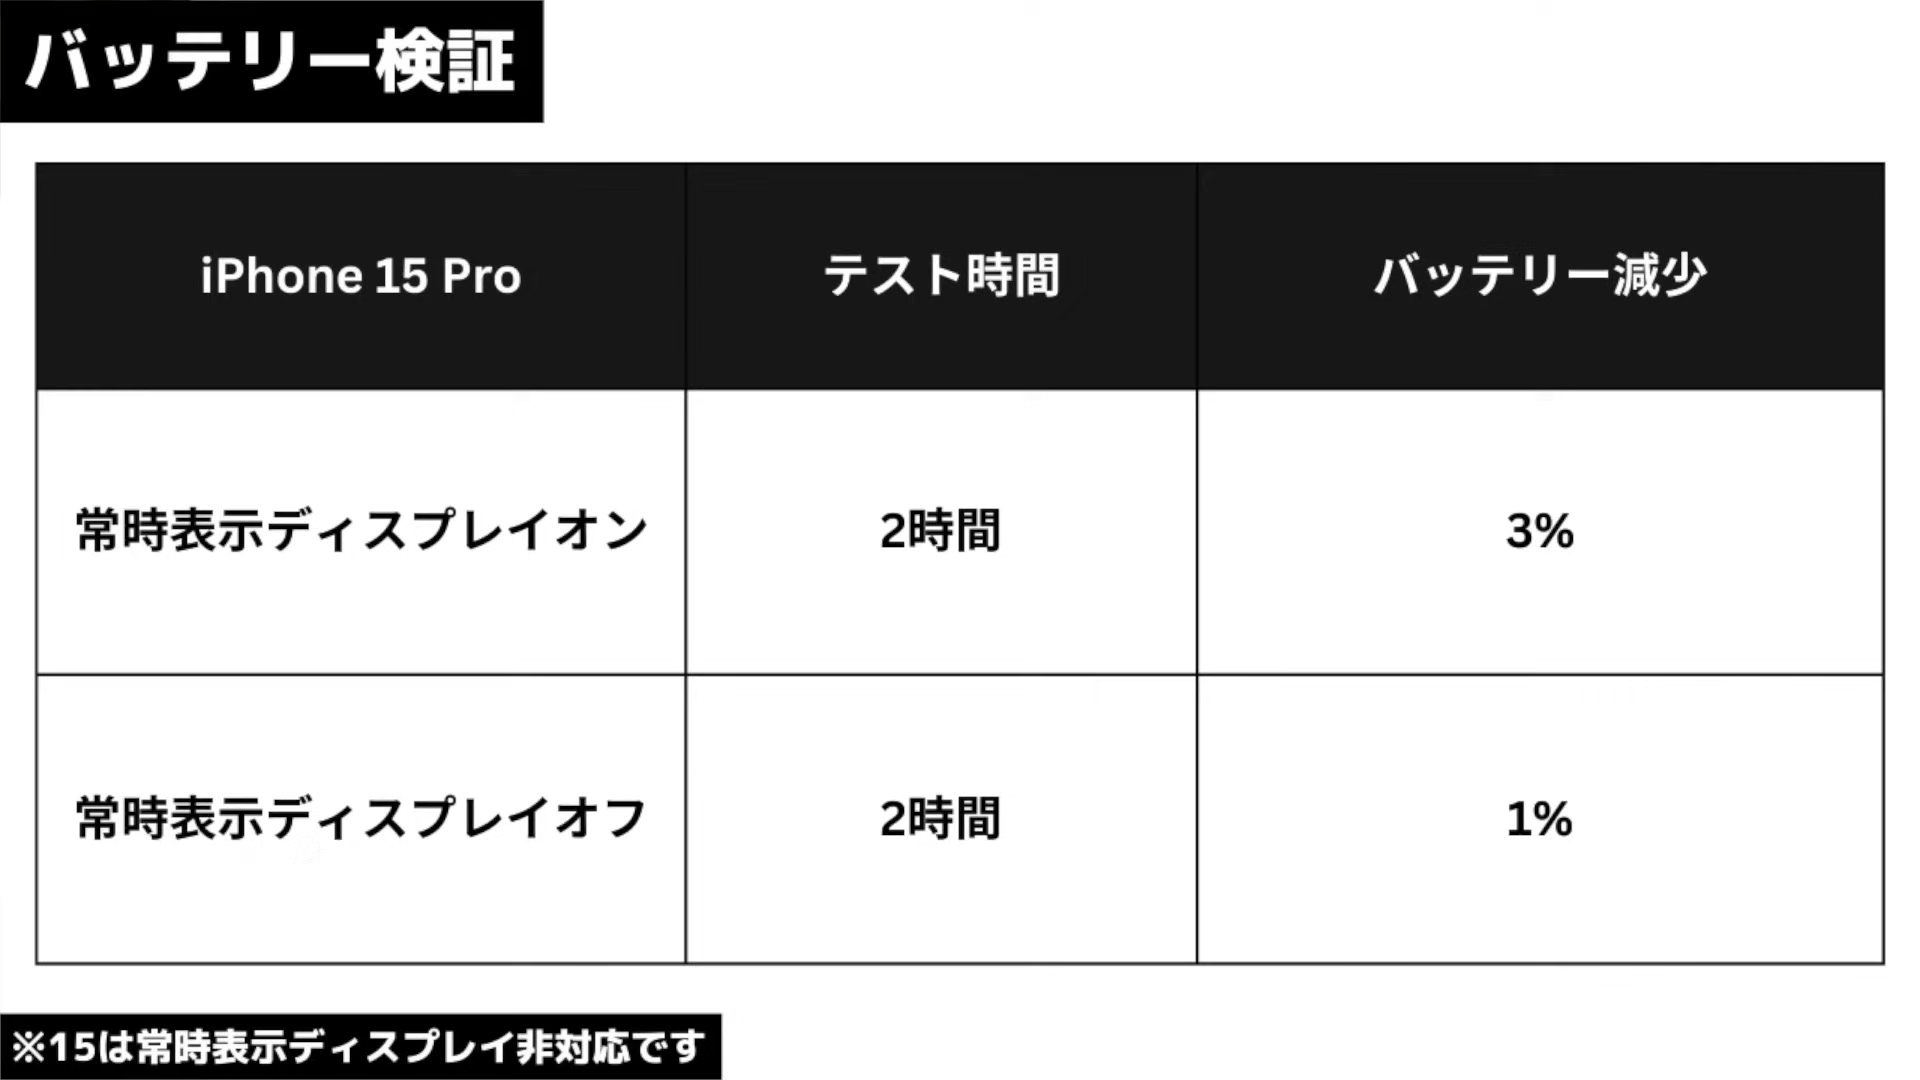 バッテリー検証
iPhone 15 Pro
テスト時間
バッテリー減少
常時表示ディスプレイオン
2時間
3%
常時表示ディスプレイオフ
2時間
1%
※15は常時表示ディスプレイ非対応です